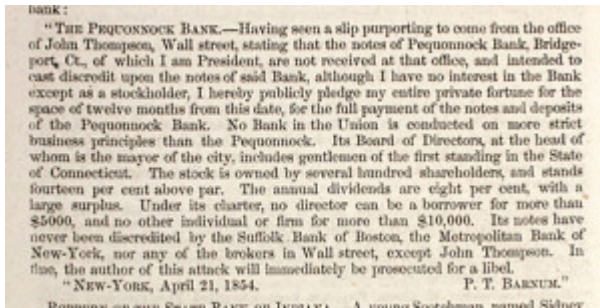 bank:
"THE PEQUONNOCK BANK.—Having seen a slip purporting to come from the office
of John Thompson, Wall street, stating that the notes of Pequonnock Bank, Bridge-
port, Ct., of which I am President, are not received at that office, and intended to
cast discredit upon the notes of said Bank, although I have no interest in the Bank
except as a stockholder, I hereby publicly pledge my entire private fortune for the
space of twelve months from this date, for the full payment of the notes and deposits
of the Pequonnock Bank. No Bank in the Union is conducted on more strict
business principles than the Pequonnock. Its Board of Directors, at the head of
whom is the mayor of the city, includes gentlemen of the first standing in the State
of Connecticut. The stock is owned by several hundred shareholders, and stands
fourteen per cent above par. The annual dividends are eight per cent, with a
large surplus. Under its charter, no director can be a borrower for more than
$5000, and no other individual or firm for more than $10,000. Its notes have
never been discredited by the Suffolk Bank of Boston, the Metropolitan Bank of
New-York, nor any of the brokers in Wall street, except John Thompson. In
fine, the author of this attack will immediately be prosecuted for a libel.
"NEW-YORK, April 21, 1854. P. T. BARNUM."
ROBBERY OF THE STATE BANK OF INDIANA. A young Scotchman named Sidney